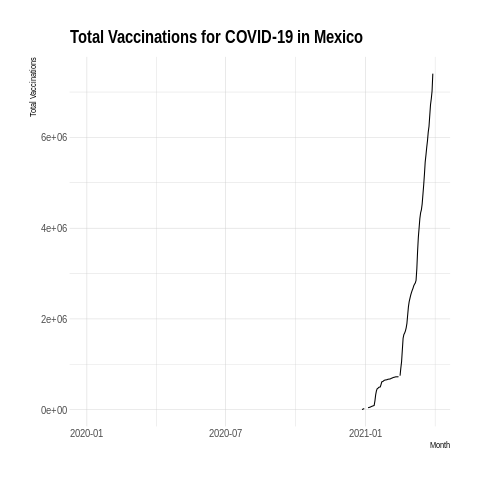 Total Vaccinations for COVID-19 in Mexico
Total Vaccinations
6e+06
4e+06
2e+06
0e+00
2020-01 2020-07 2021-01
Month